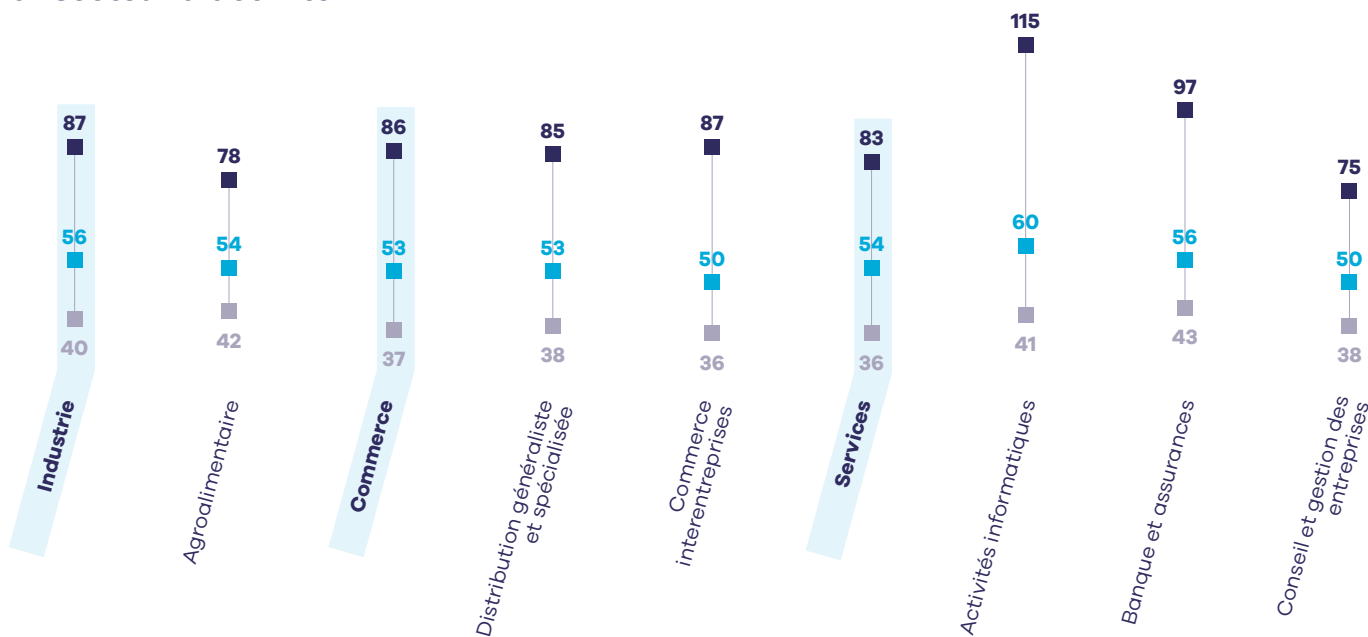 115
97
87
86
85
87
83
78
75
56
54
53
53
50
54
60
56
50
40
42
37
38
36
36
41
43
38
Industrie
Agroalimentaire
Commerce
Distribution généraliste
et spécialisée
Commerce
interentreprises
Services
Activités informatiques
Banque et assurances
Conseil et gestion des
entreprises